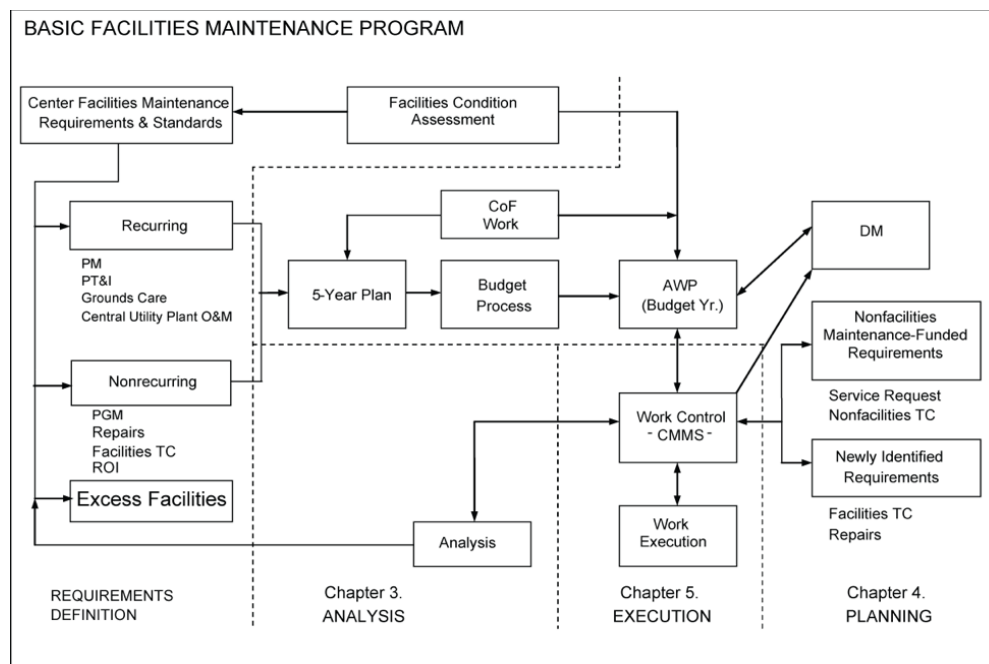 BASIC FACILITIES MAINTENANCE PROGRAM
Center Facilities Maintenance
Requirements & Standards
Facilities Condition
Assessment
CoF
Work
Recurring
PM
PT&I
Grounds Care
Central Utility Plant O&M
5-Year Plan
Budget
Process
AWP
(Budget Yr.)
DM
Nonfacilities
Maintenance-Funded
Requirements
Service Request
Nonfacilities TC
Nonrecurring
PGM
Repairs
Facilities TC
ROI
Work Control
- CMMS -
Newly Identified
Requirements
Facilities TC
Repairs
Excess Facilities
Analysis
Work
Execution
REQUIREMENTS
DEFINITION
Chapter 3.
ANALYSIS
Chapter 5.
EXECUTION
Chapter 4.
PLANNING